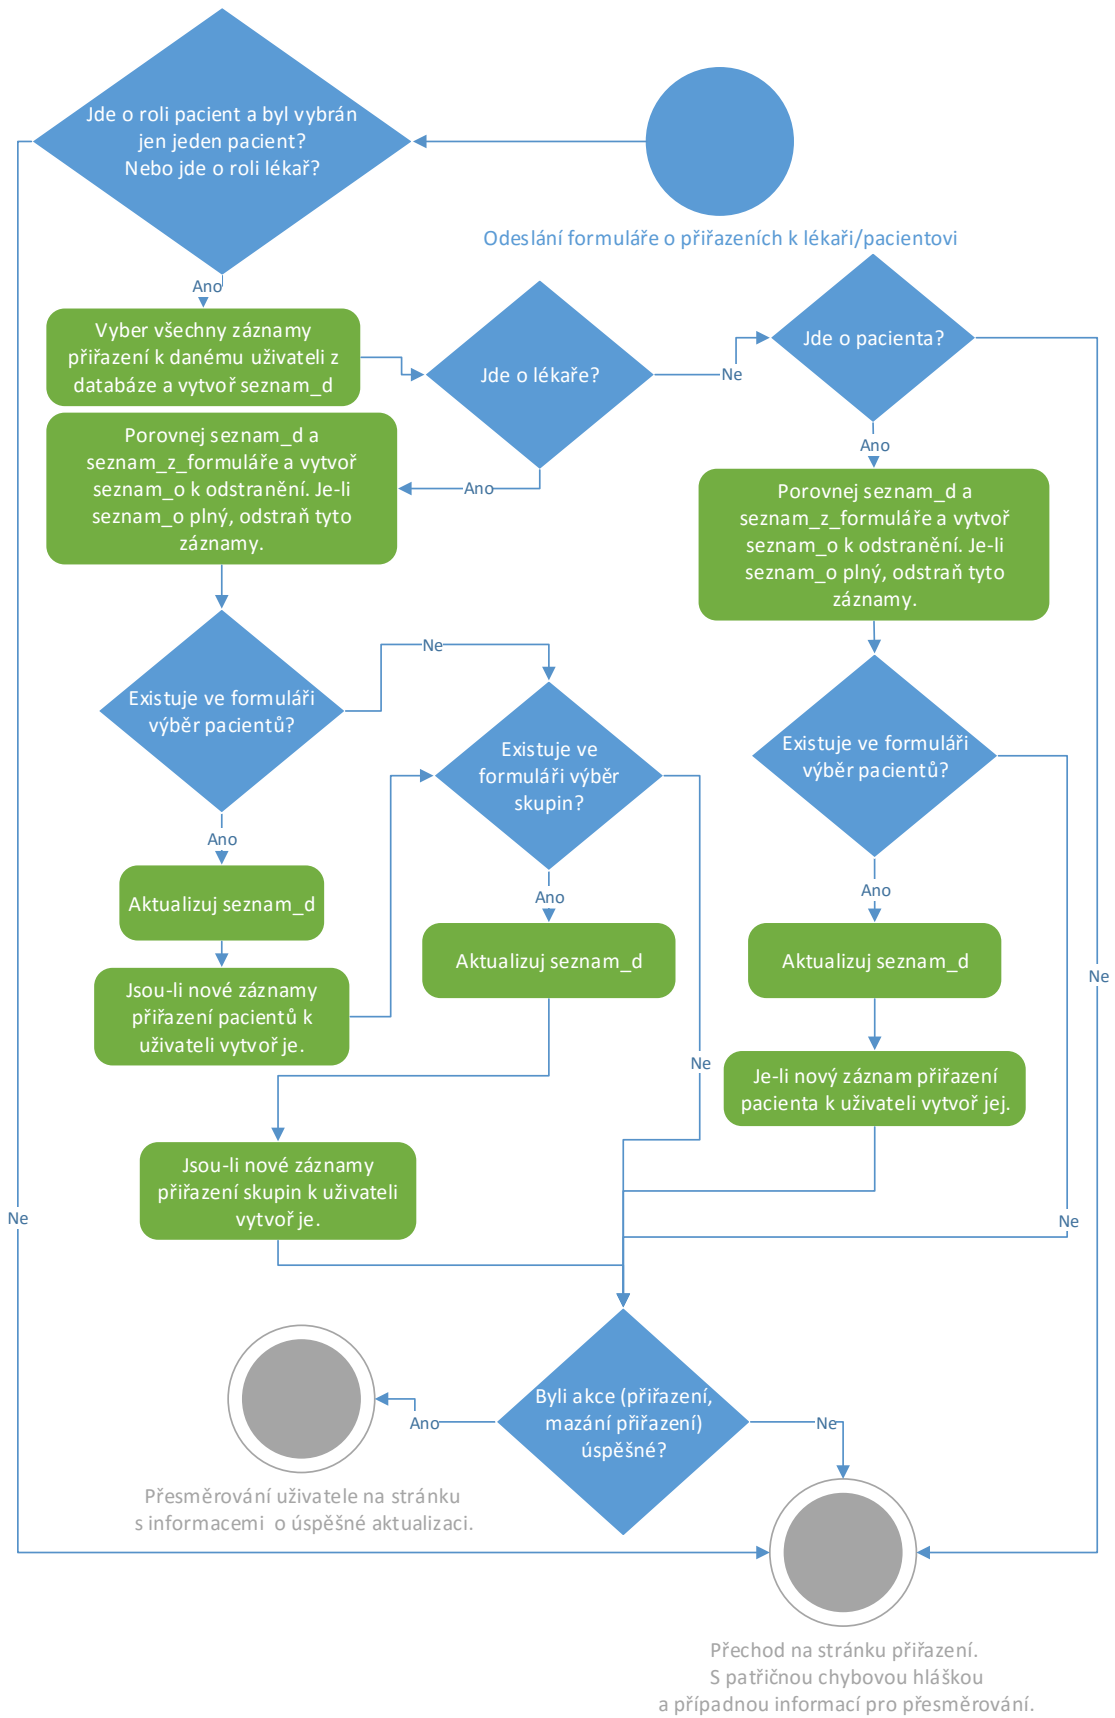 Jde o roli pacient a byl vybrán
jen jeden pacient?
Nebo jde o roli lékař?
Odeslání formuláře o přiřazeních k lékaři/pacientovi
Ano
Vyber všechny záznamy
přiřazení k danému uživateli z
databáze a vytvoř seznam_d
Jde o lékaře?
Ne
Jde o pacienta?
Ano
Porovnej seznam_d a
seznam_z_formuláře a vytvoř
seznam_o k odstranění. Je-li
seznam_o plný, odstraň tyto
záznamy.
Ano
Porovnej seznam_d a
seznam_z_formuláře a vytvoř
seznam_o k odstranění. Je-li
seznam_o plný, odstraň tyto
záznamy.
Ne
Existuje ve formuláři
výběr pacientů?
Existuje ve
formuláři výběr
skupin?
Existuje ve formuláři
výběr pacientů?
Ano
Ano
Ano
Aktualizuj seznam_d
Aktualizuj seznam_d
Aktualizuj seznam_d
Ne
Jsou-li nové záznamy
přiřazení pacientů k
uživateli vytvoř je.
Ne
Je-li nový záznam přiřazení
pacienta k uživateli vytvoř jej.
Jsou-li nové záznamy
přiřazení skupin k uživateli
vytvoř je.
Ne
Ne
Byli akce (přiřazení,
mazání přiřazení)
úspěšné?
Ano
Ne
Přesměrování uživatele na stránku
s informacemi  o úspěšné aktualizaci.
Přechod na stránku přiřazení.
S patřičnou chybovou hláškou
a případnou informací pro přesměrování.